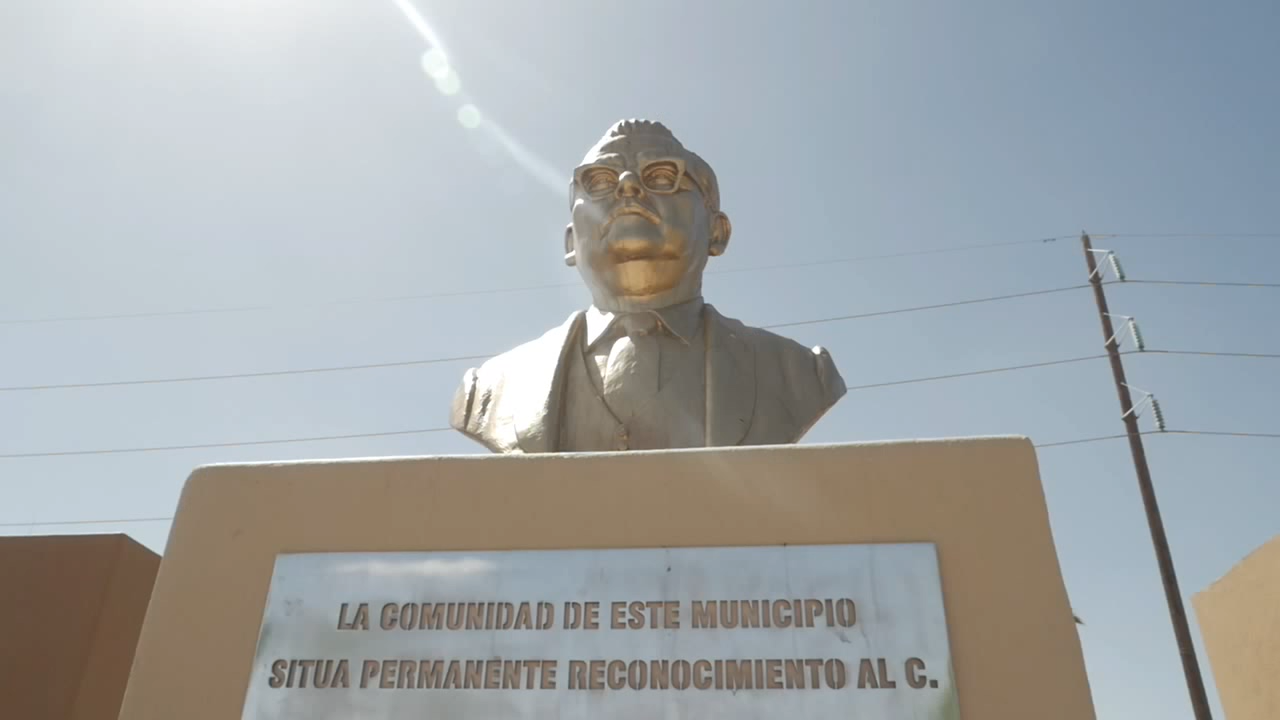 LA COMUNIDAD DE ESTE MUNICIPIO
SITUA PERMANENTE RECONOCIMIENTO AL C.